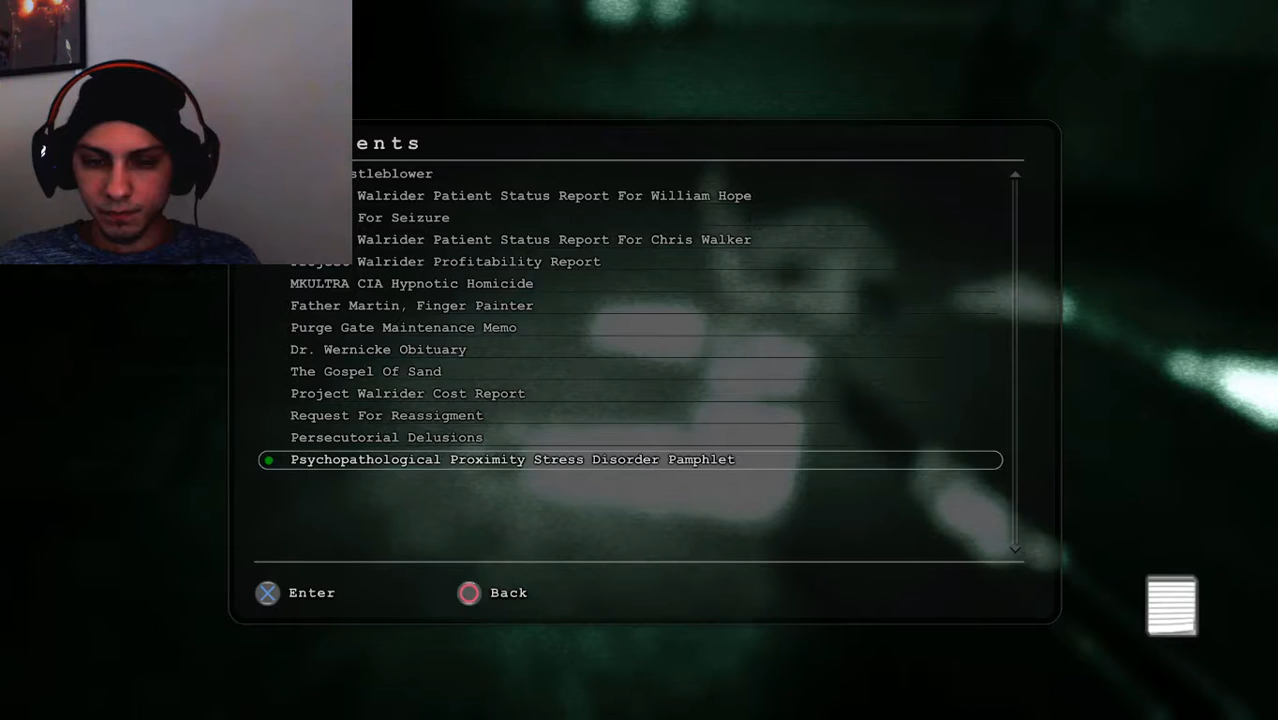 ents
stleblower
Walrider Patient Status Report For William Hope
For Seizure
Walrider Patient Status Report For Chris Walker
Project Walrider Profitability Report
MKULTRA CIA Hypnotic Homicide
Father Martin, Finger Painter
Purge Gate Maintenance Memo
Dr. Wernicke Obituary
The Gospel Of Sand
Project Walrider Cost Report
Request For Reassigment
Persecutorial Delusions
Psychopathological Proximity Stress Disorder Pamphlet
Enter Back